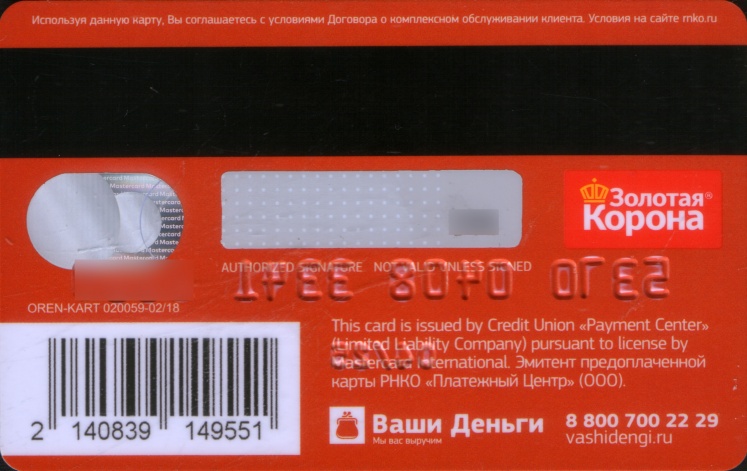 Используя данную карту, Вы соглашаетесь с условиями Договора о комплексном обслуживании клиента. Условия на сайте rnko.ru
Золотая®
Корона
AUTHORIZED SIGNATURE NOT VALID UNLESS SIGNED
OREN-KART 020059-02/18
This card is issued by Credit Union «Payment Center»
(Limited Liability Company) pursuant to license by
Mastercard International. Эмитент предоплаченной
карты РНКО «Платежный Центр» (ООО).
2 140839 149551
Ваши Деньги
Мы вас выручим
8 800 700 22 29
vashidengi.ru